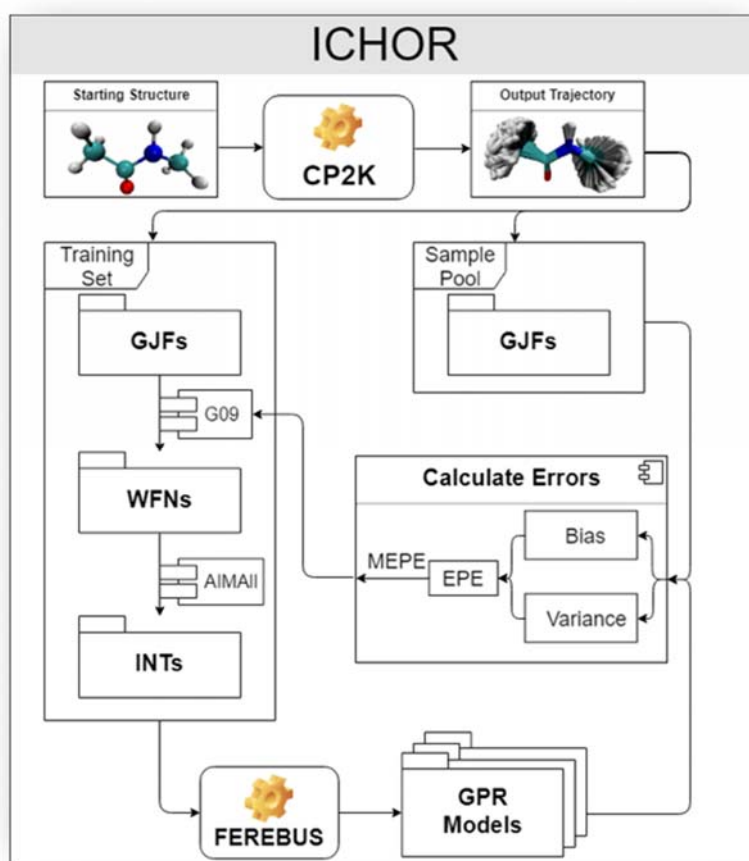 ICHOR
Starting Structure
CP2K
Output Trajectory
Training
Set
GJFs
G09
WFNs
AIMAll
INTs
Sample
Pool
GJFs
Calculate Errors
Bias
MEPE
EPE
Variance
FEREBUS
GPR
Models